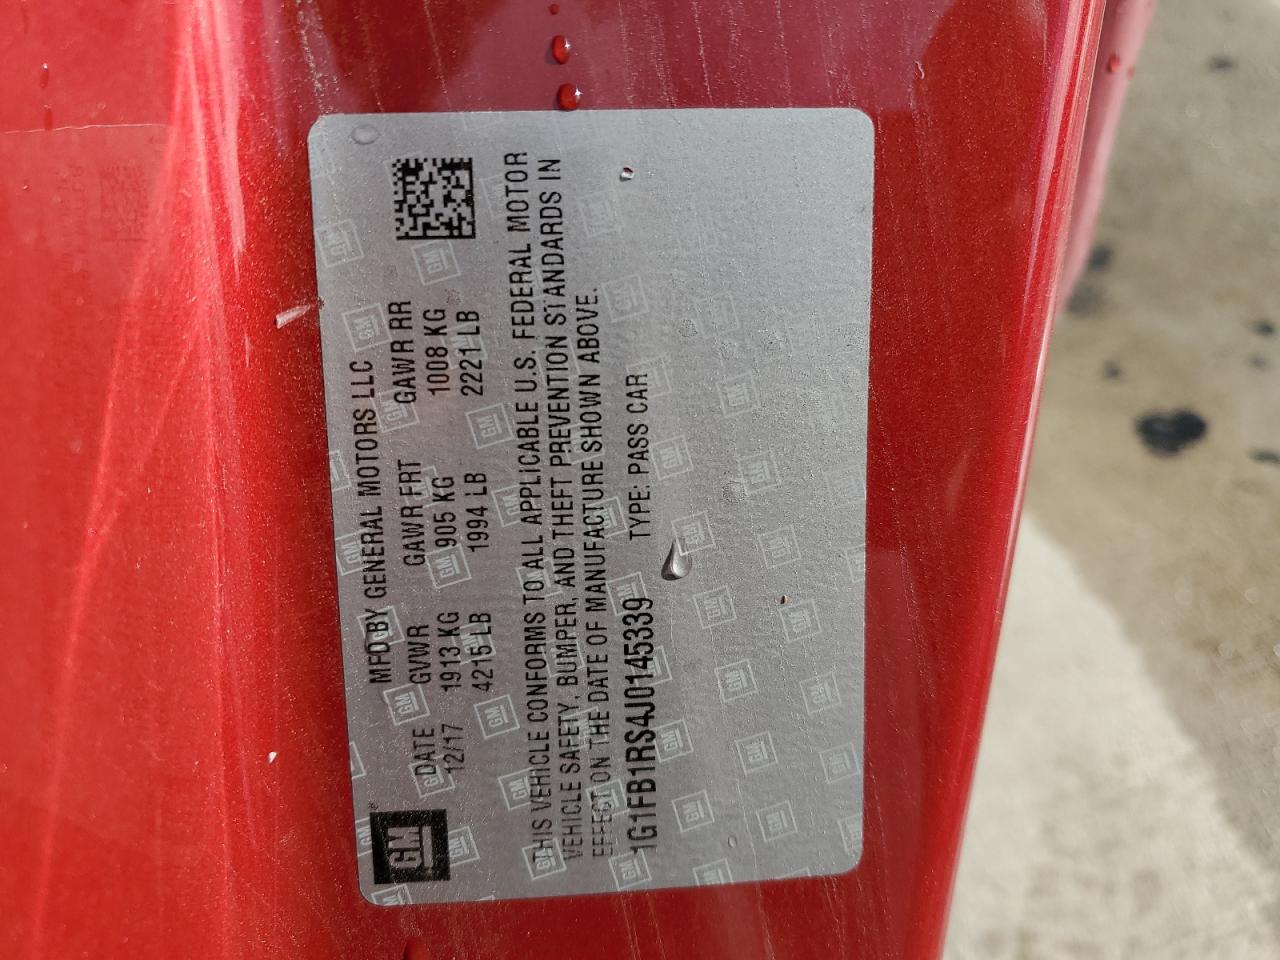 GM
MFD BY GENERAL MOTORS LLC
DATE GVWR GAWR FRT GAWR RR
12/17 1913 KG 905 KG 1008 KG
4215 LB 1994 LB 2221 LB
THIS VEHICLE CONFORMS TO ALL APPLICABLE U.S. FEDERAL MOTOR
VEHICLE SAFETY, BUMPER, AND THEFT PREVENTION STANDARDS IN
EFFECT ON THE DATE OF MANUFACTURE SHOWN ABOVE.
1G1FB1RS4J0145339 TYPE: PASS CAR